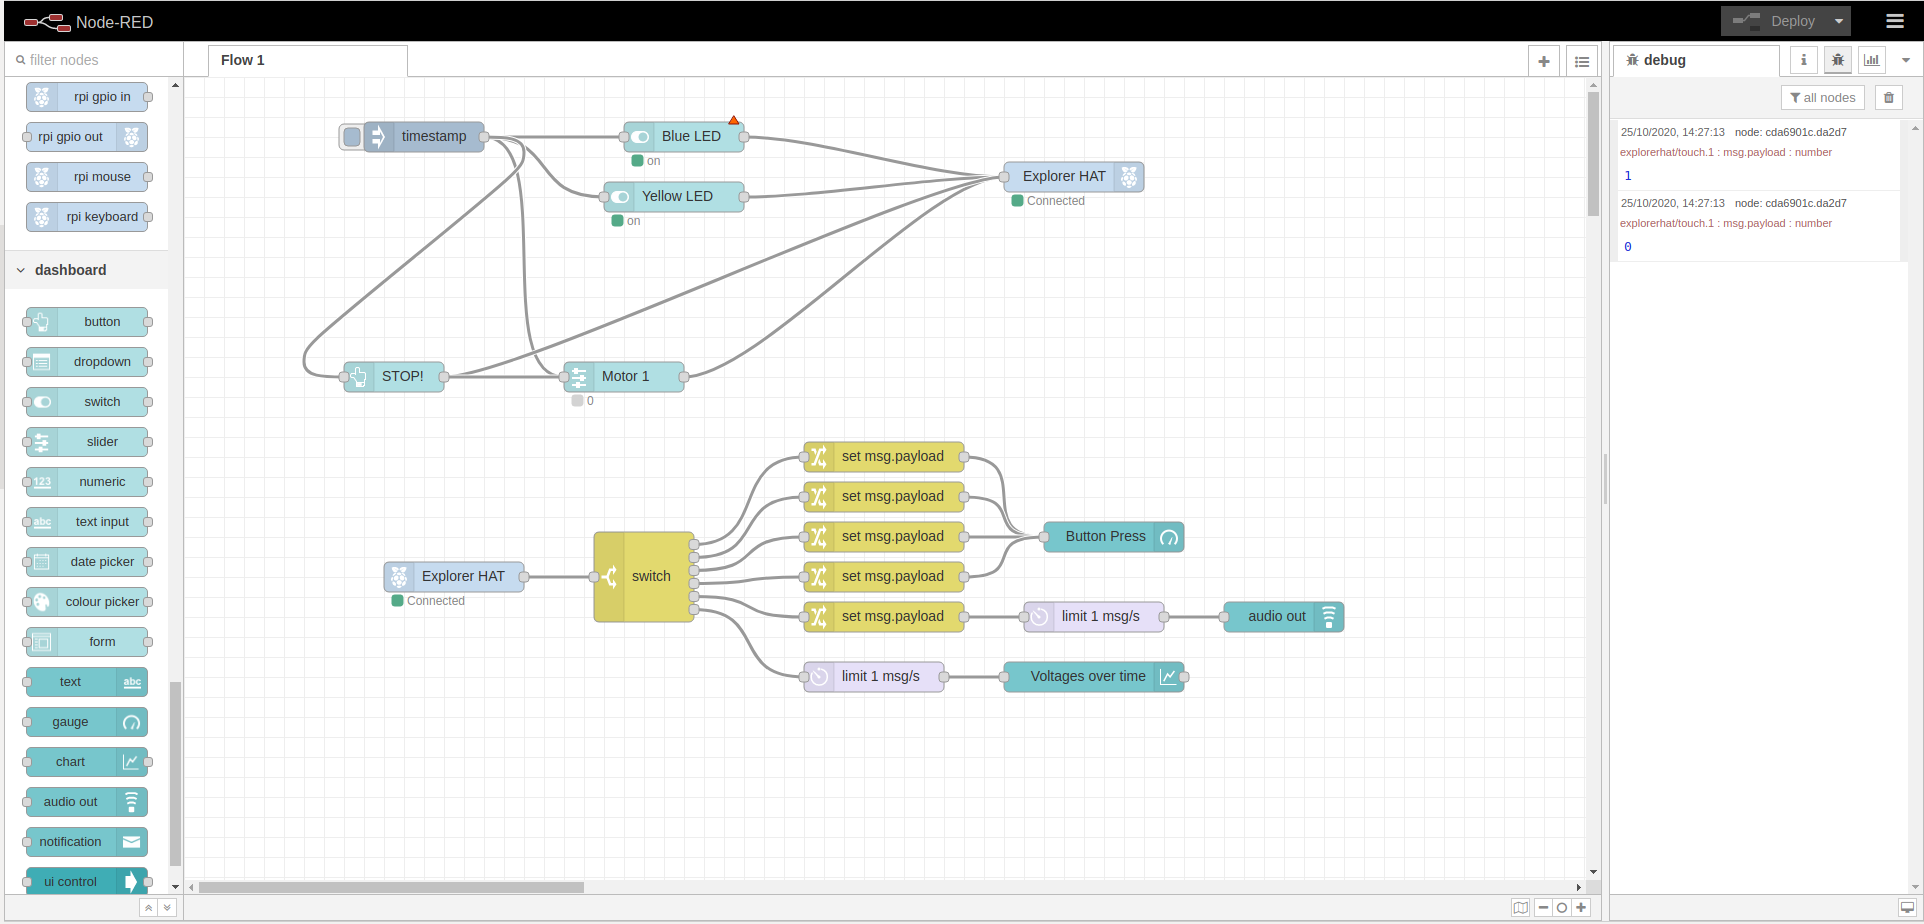 Node-RED
Deploy
filter nodes
Flow 1
debug
i
all nodes
rpi gpio in
rpi gpio out
rpi mouse
rpi keyboard
dashboard
button
dropdown
switch
slider
123 numeric
abc text input
date picker
colour picker
form
text abc
gauge
chart
audio out
notification
ui control
timestamp
Blue LED
on
Yellow LED
on
Explorer HAT
Connected
STOP!
Motor 1
0
set msg.payload
set msg.payload
set msg.payload
Button Press
Explorer HAT
Connected
switch
set msg.payload
set msg.payload
limit 1 msg/s
audio out
limit 1 msg/s
Voltages over time
25/10/2020, 14:27:13 node: cda6901c.da2d7
explorerhat/touch.1 : msg.payload : number
1
25/10/2020, 14:27:13 node: cda6901c.da2d7
explorerhat/touch.1 : msg.payload : number
0